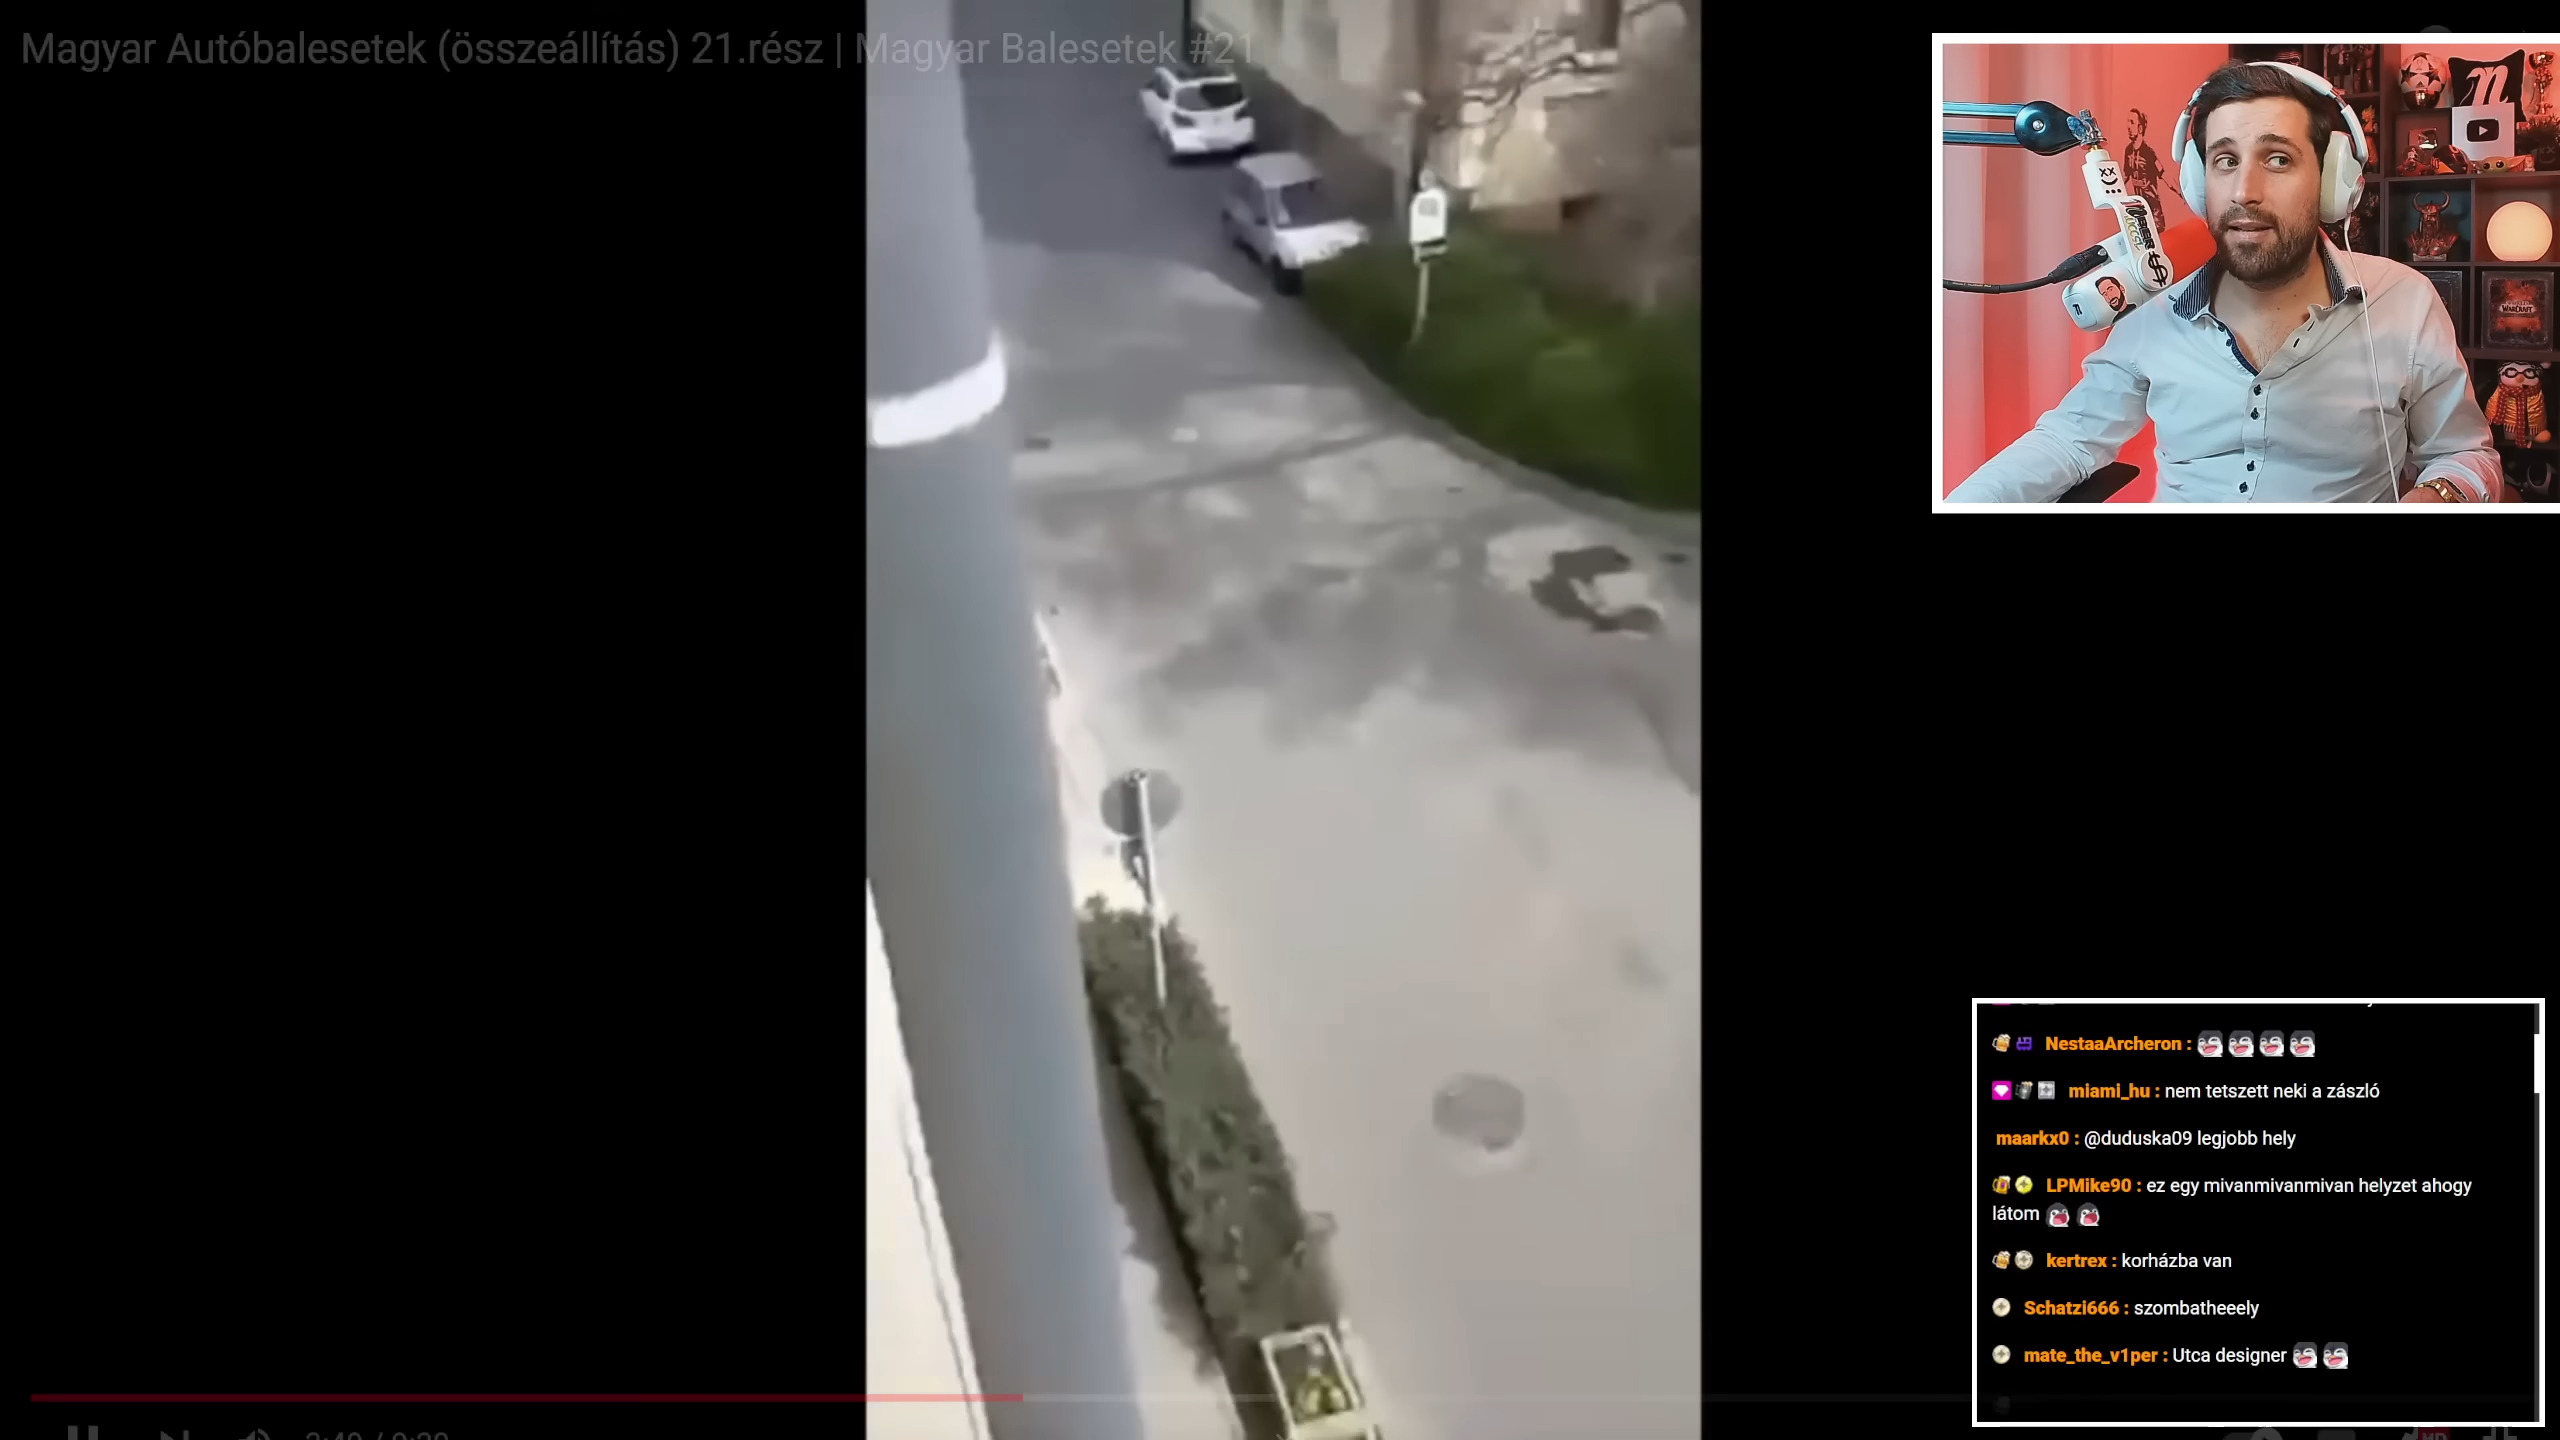 Magyar Autóbalesetek (összeállítás) 21.rész | Magyar Balesetek #21
NestaaArcheron :
miami_hu : nem tetszett neki a zászló
maarkx0 : @duduska09 legjobb hely
LPMike90 : ez egy mivanmivanmivan helyzet ahogy
látom
kertrex : korházba van
Schatzi666 : szombatheeely
mate_the_v1per : Utca designer